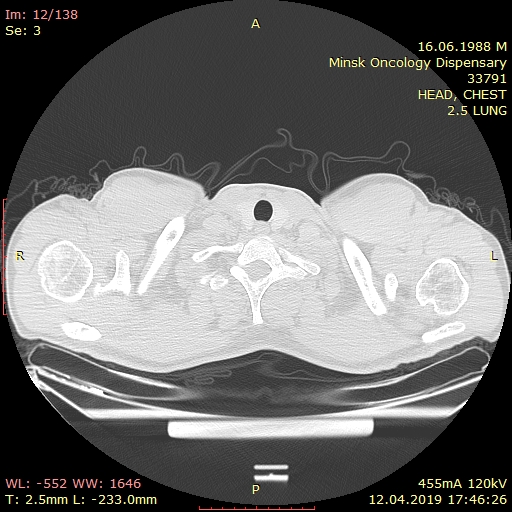 Im: 12/138
Se: 3
A
16.06.1988 M
Minsk Oncology Dispensary
33791
HEAD, CHEST
2.5 LUNG
R
L
WL: -552 WW: 1646
T: 2.5mm L: -233.0mm
P
455mA 120kV
12.04.2019 17:46:26